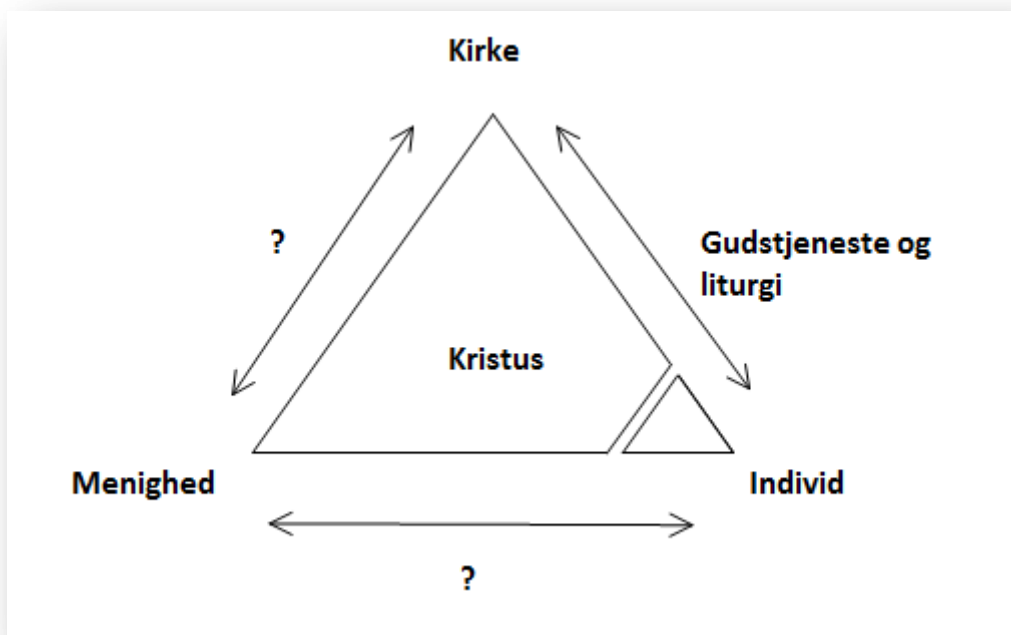 Kirke
?
Gudstjeneste og
liturgi
Kristus
Menighed
Individ
?